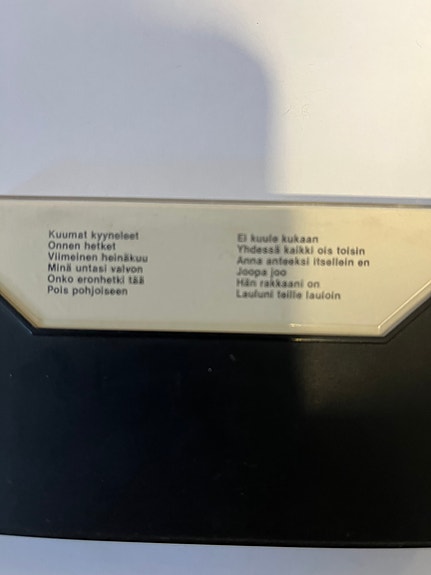 Kuumat kyyneleet
Onnen hetket
Viimeinen heinäkuu
Minä untasi valvon
Onko eronhetki tää
Pois pohjoiseen
Ei kuule kukaan
Yhdessä kaikki ois toisin
Anna anteeksi itsellein en
Joopa joo
Hän rakkaani on
Lauluni teille lauloin